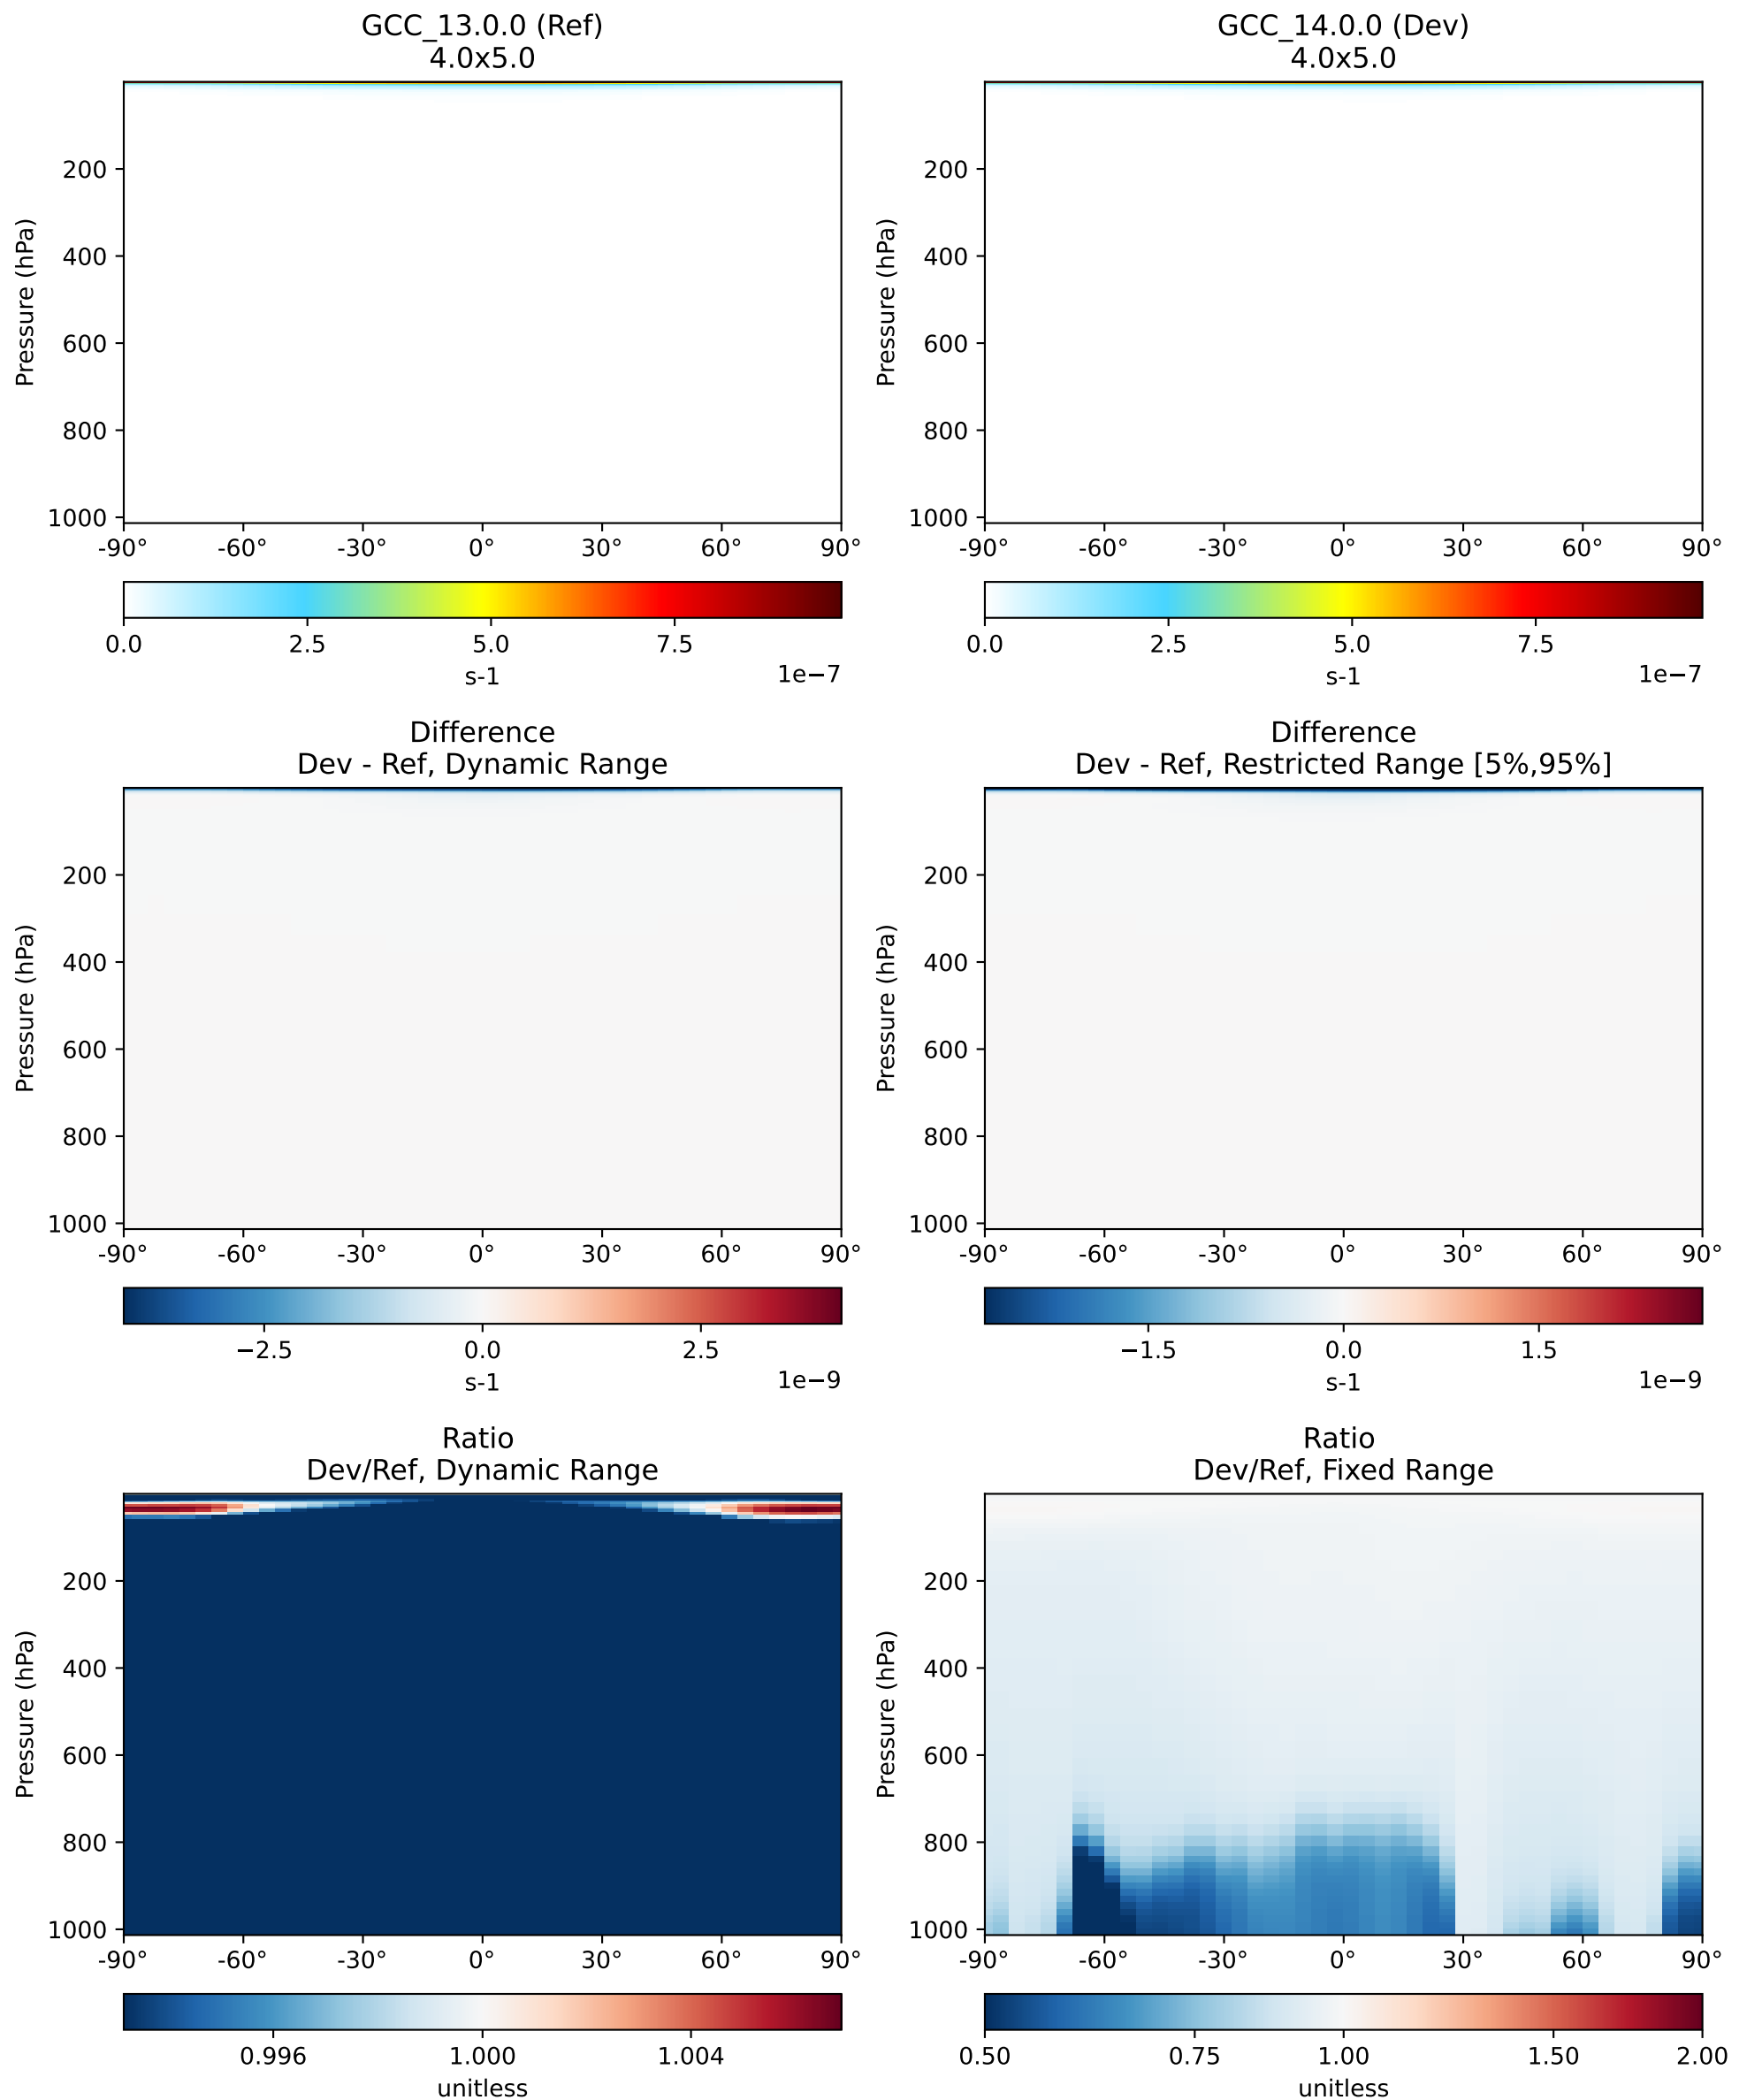 GCC_13.0.0 (Ref)
4.0x5.0
200
400
600
800
1000
Pressure (hPa)
-90° -60° -30° 0° 30° 60° 90°
0.0 2.5 5.0 7.5
s-1 1e−7
GCC_14.0.0 (Dev)
4.0x5.0
200
400
600
800
1000
Pressure (hPa)
-90° -60° -30° 0° 30° 60° 90°
0.0 2.5 5.0 7.5
s-1 1e−7
Difference
Dev - Ref, Dynamic Range
200
400
600
800
1000
Pressure (hPa)
-90° -60° -30° 0° 30° 60° 90°
−2.5 0.0 2.5
s-1 1e−9
Difference
Dev - Ref, Restricted Range [5%,95%]
200
400
600
800
1000
Pressure (hPa)
-90° -60° -30° 0° 30° 60° 90°
−1.5 0.0 1.5
s-1 1e−9
Ratio
Dev/Ref, Dynamic Range
200
400
600
800
1000
Pressure (hPa)
-90° -60° -30° 0° 30° 60° 90°
0.996 1.000 1.004
unitless
Ratio
Dev/Ref, Fixed Range
200
400
600
800
1000
Pressure (hPa)
-90° -60° -30° 0° 30° 60° 90°
0.50 0.75 1.00 1.50 2.00
unitless